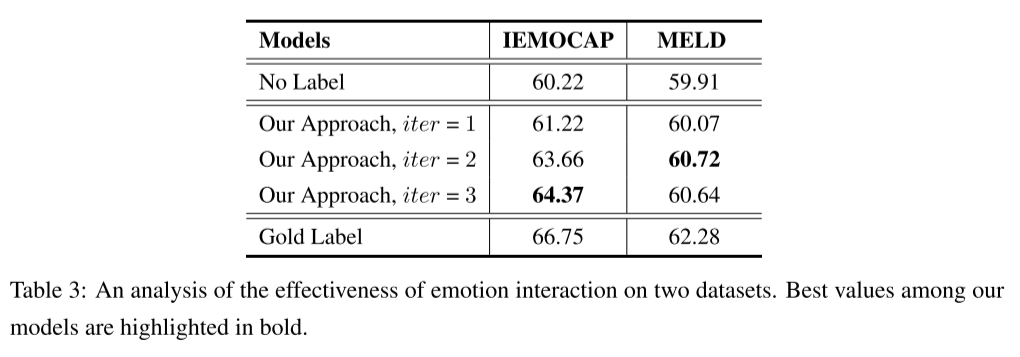 Models IEMOCAP MELD
No Label 60.22 59.91
Our Approach, iter = 1 61.22 60.07
Our Approach, iter = 2 63.66 60.72
Our Approach, iter = 3 64.37 60.64
Gold Label 66.75 62.28
Table 3: An analysis of the effectiveness of emotion interaction on two datasets. Best values among our
models are highlighted in bold.